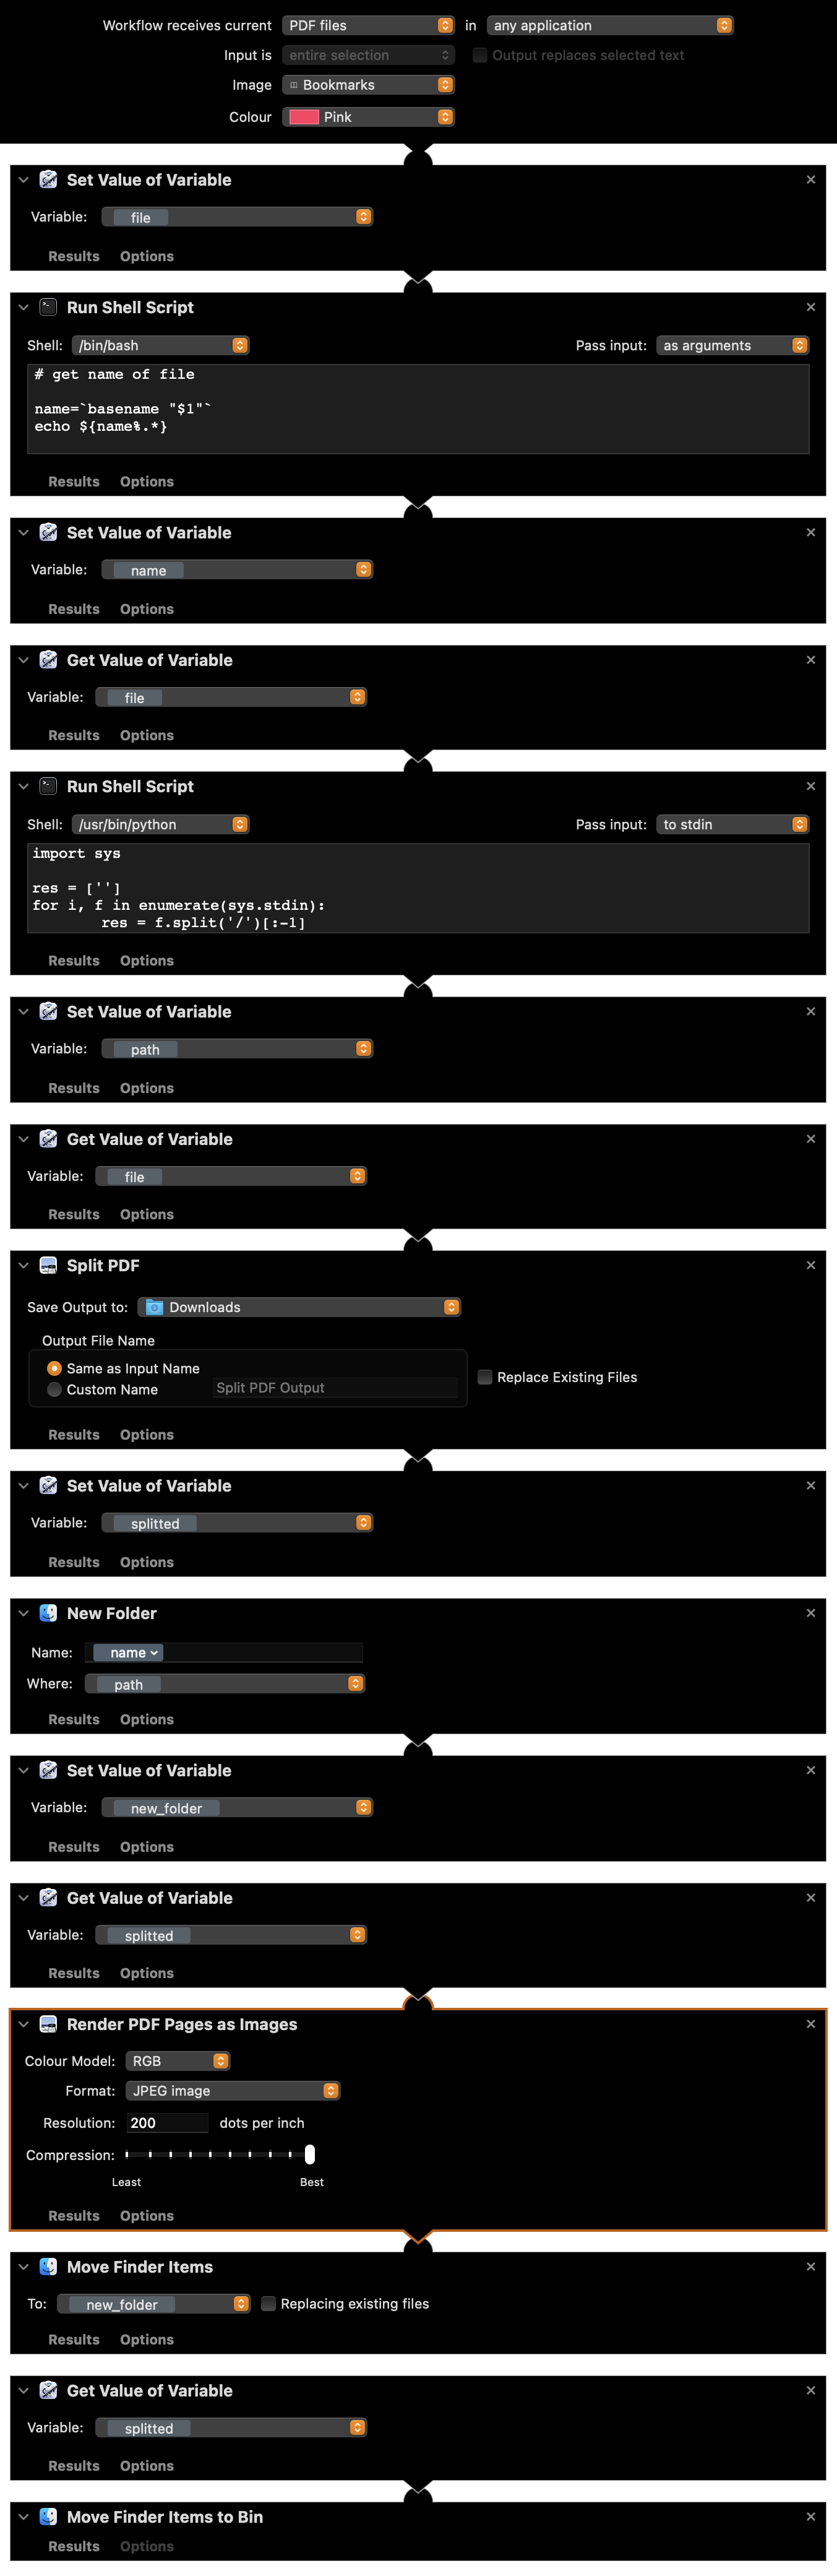 Workflow receives current PDF files in any application
Input is entire selection Output replaces selected text
Image Bookmarks
Colour Pink
Set Value of Variable
Variable: file
Results Options
Run Shell Script
Shell: /bin/bash Pass input: as arguments
# get name of file
name=`basename "$1"`
echo ${name%.*}
Results Options
Set Value of Variable
Variable: name
Results Options
Get Value of Variable
Variable: file
Results Options
Run Shell Script
Shell: /usr/bin/python Pass input: to stdin
import sys
res = ['']
for i, f in enumerate(sys.stdin):
res = f.split('/')[:-1]
Results Options
Set Value of Variable
Variable: path
Results Options
Get Value of Variable
Variable: file
Results Options
Split PDF
Save Output to: Downloads
Output File Name
Same as Input Name
Replace Existing Files
Custom Name Split PDF Output
Results Options
Set Value of Variable
Variable: splitted
Results Options
New Folder
Name: name
Where: path
Results Options
Set Value of Variable
Variable: new_folder
Results Options
Get Value of Variable
Variable: splitted
Results Options
Render PDF Pages as Images
Colour Model: RGB
Format: JPEG image
Resolution: 200 dots per inch
Compression:
Least Best
Results Options
Move Finder Items
To: new_folder Replacing existing files
Results Options
Get Value of Variable
Variable: splitted
Results Options
Move Finder Items to Bin
Results Options